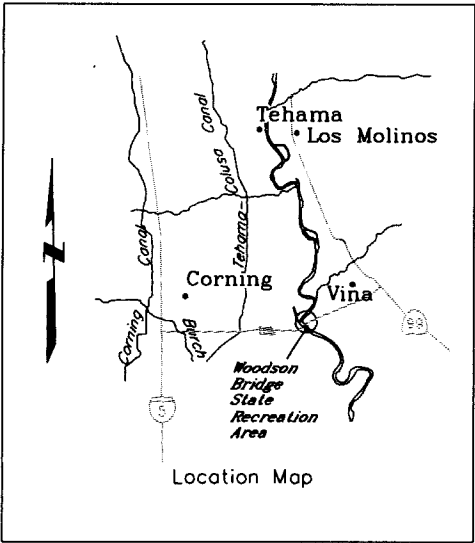 Tehama
Los Molinos
Canal
Colusa
Tehama-
Canal
Corning
Corning
Burch
Vina
99
5
N
Woodson
Bridge
State
Recreation
Area
Location Map